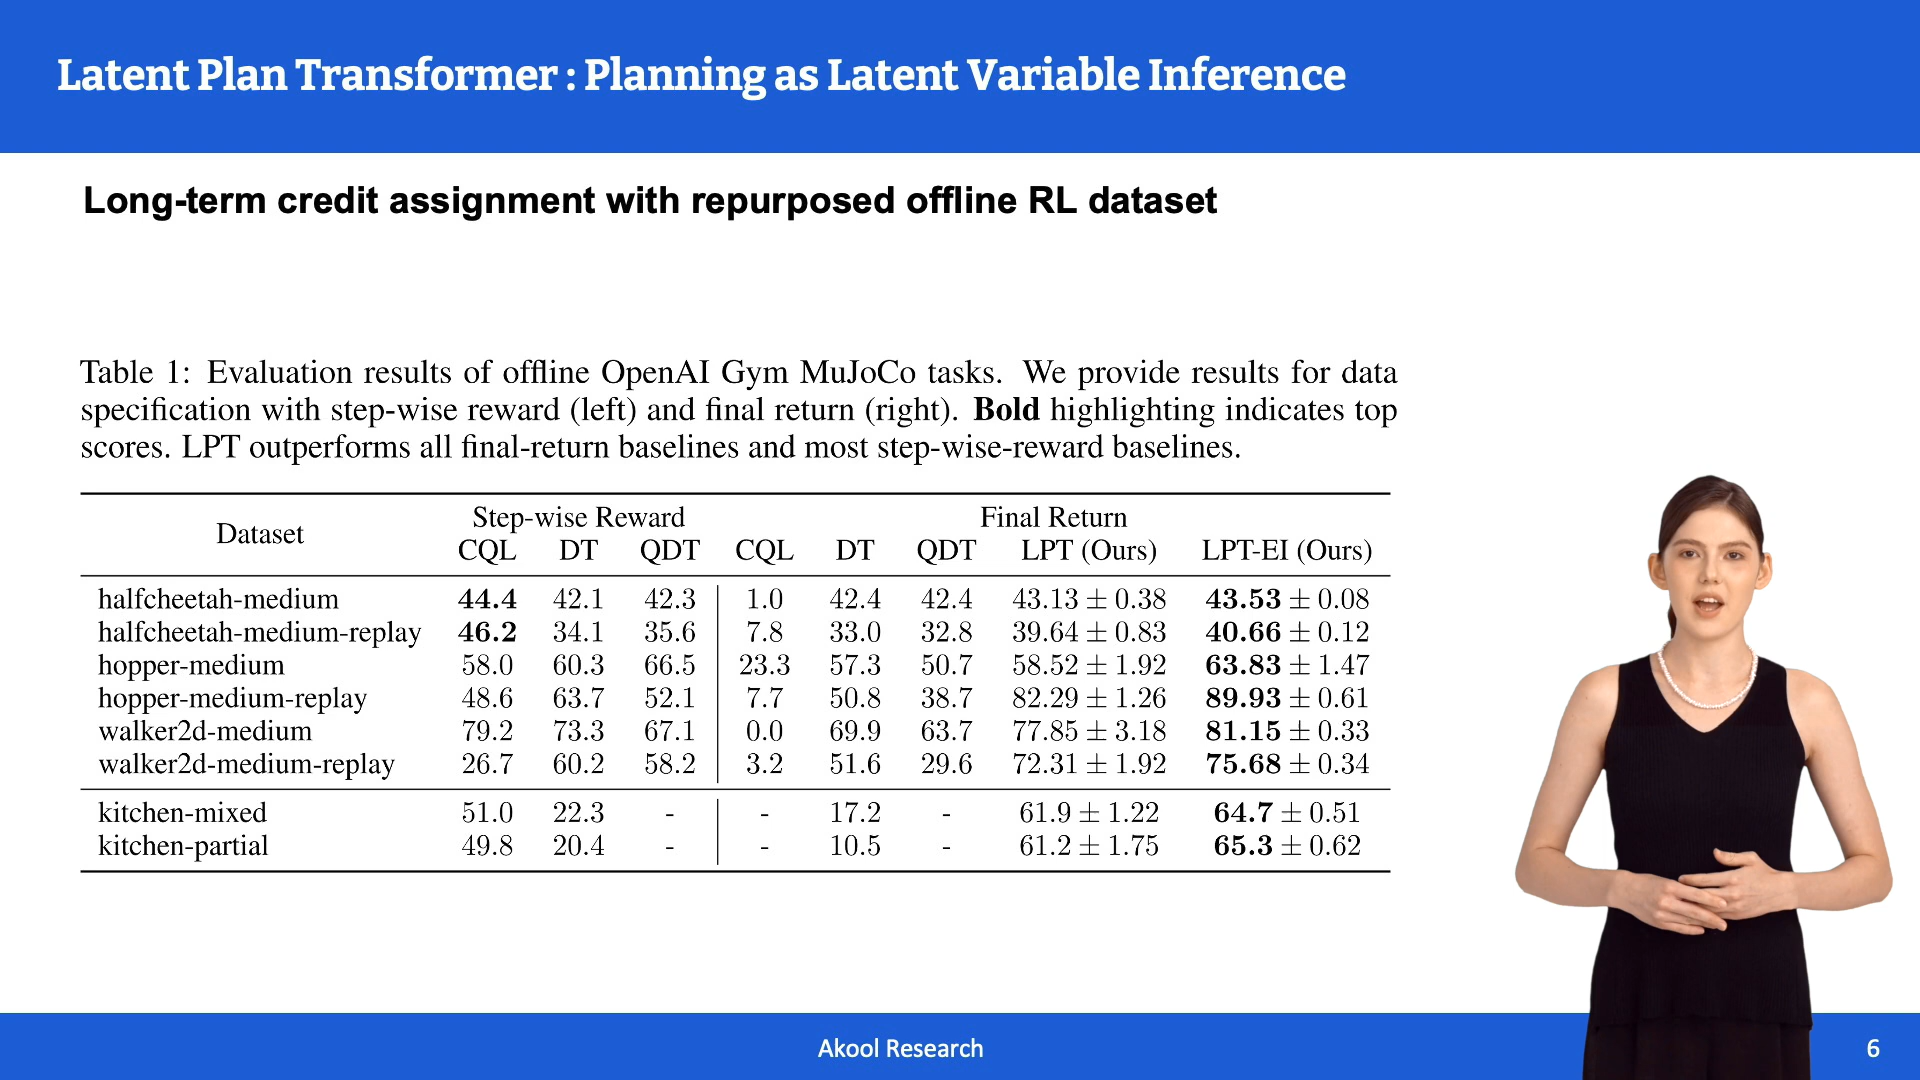 Latent Plan Transformer : Planning as Latent Variable Inference
Long-term credit assignment with repurposed offline RL dataset
Table 1: Evaluation results of offline OpenAI Gym MuJoCo tasks. We provide results for data
specification with step-wise reward (left) and final return (right). Bold highlighting indicates top
scores. LPT outperforms all final-return baselines and most step-wise-reward baselines.
Dataset Step-wise Reward Final Return
CQL DT QDT CQL DT QDT LPT (Ours) LPT-EI (Ours)
halfcheetah-medium 44.4 42.1 42.3 1.0 42.4 42.4 43.13 ± 0.38 43.53 ± 0.08
halfcheetah-medium-replay 46.2 34.1 35.6 7.8 33.0 32.8 39.64 ± 0.83 40.66 ± 0.12
hopper-medium 58.0 60.3 66.5 23.3 57.3 50.7 58.52 ± 1.92 63.83 ± 1.47
hopper-medium-replay 48.6 63.7 52.1 7.7 50.8 38.7 82.29 ± 1.26 89.93 ± 0.61
walker2d-medium 79.2 73.3 67.1 0.0 69.9 63.7 77.85 ± 3.18 81.15 ± 0.33
walker2d-medium-replay 26.7 60.2 58.2 3.2 51.6 29.6 72.31 ± 1.92 75.68 ± 0.34
kitchen-mixed 51.0 22.3 - - 17.2 - 61.9 ± 1.22 64.7 ± 0.51
kitchen-partial 49.8 20.4 - - 10.5 - 61.2 ± 1.75 65.3 ± 0.62
Akool Research
6